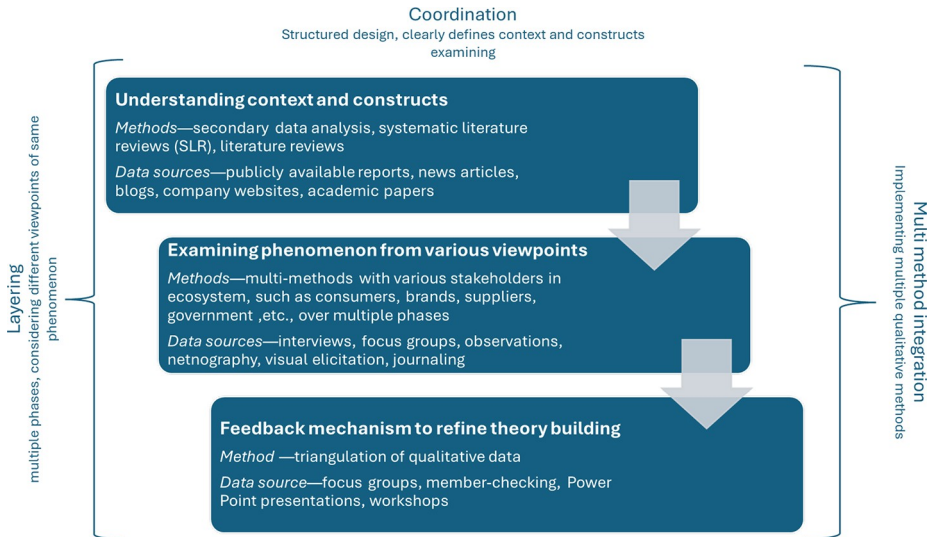 Coordination
Structured design, clearly defines context and constructs
examining
Layering
multiple phases, considering different viewpoints of same
phenomenon
Understanding context and constructs
Methods—secondary data analysis, systematic literature
reviews (SLR), literature reviews
Data sources—publicly available reports, news articles,
blogs, company websites, academic papers
Examining phenomenon from various viewpoints
Methods—multi-methods with various stakeholders in
ecosystem, such as consumers, brands, suppliers,
government ,etc., over multiple phases
Data sources—interviews, focus groups, observations,
netnography, visual elicitation, journaling
Feedback mechanism to refine theory building
Method —triangulation of qualitative data
Data source—focus groups, member-checking, Power
Point presentations, workshops
Multi method integration
Implementing multiple qualitative methods